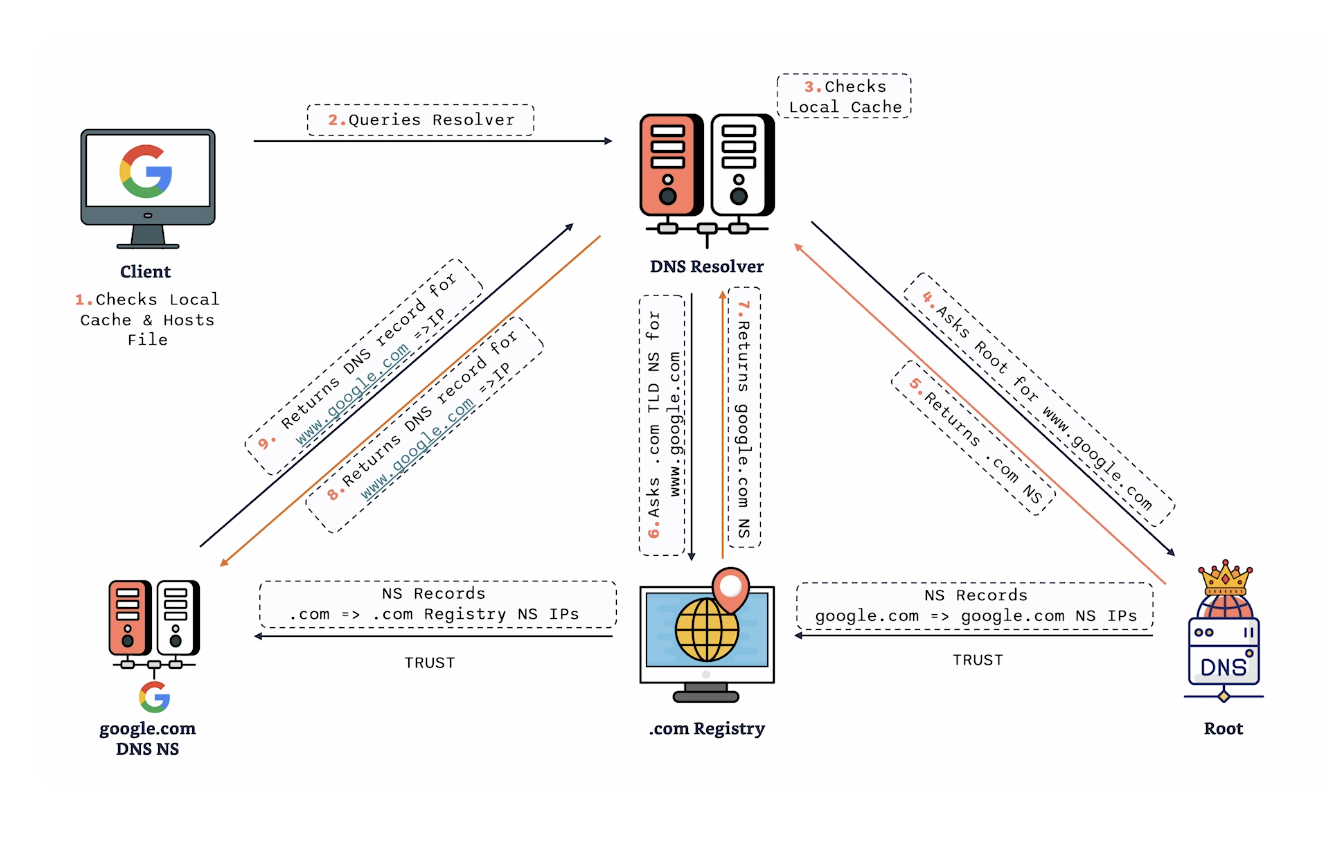 3.Checks
Local Cache
2.Queries Resolver
G
Client
1.Checks Local
Cache & Hosts
File
DNS Resolver
9. Returns DNS record for
www.google.com =>IP
8.Returns DNS record for
www.google.com =>IP
6.Asks .com TLD NS for
www.google.com
7.Returns google.com NS
4.Asks Root for www.google.com
5.Returns .com NS
NS Records
.com => .com Registry NS IPs
TRUST
NS Records
google.com => google.com NS IPs
TRUST
DNS
G
google.com
DNS NS
.com Registry
Root